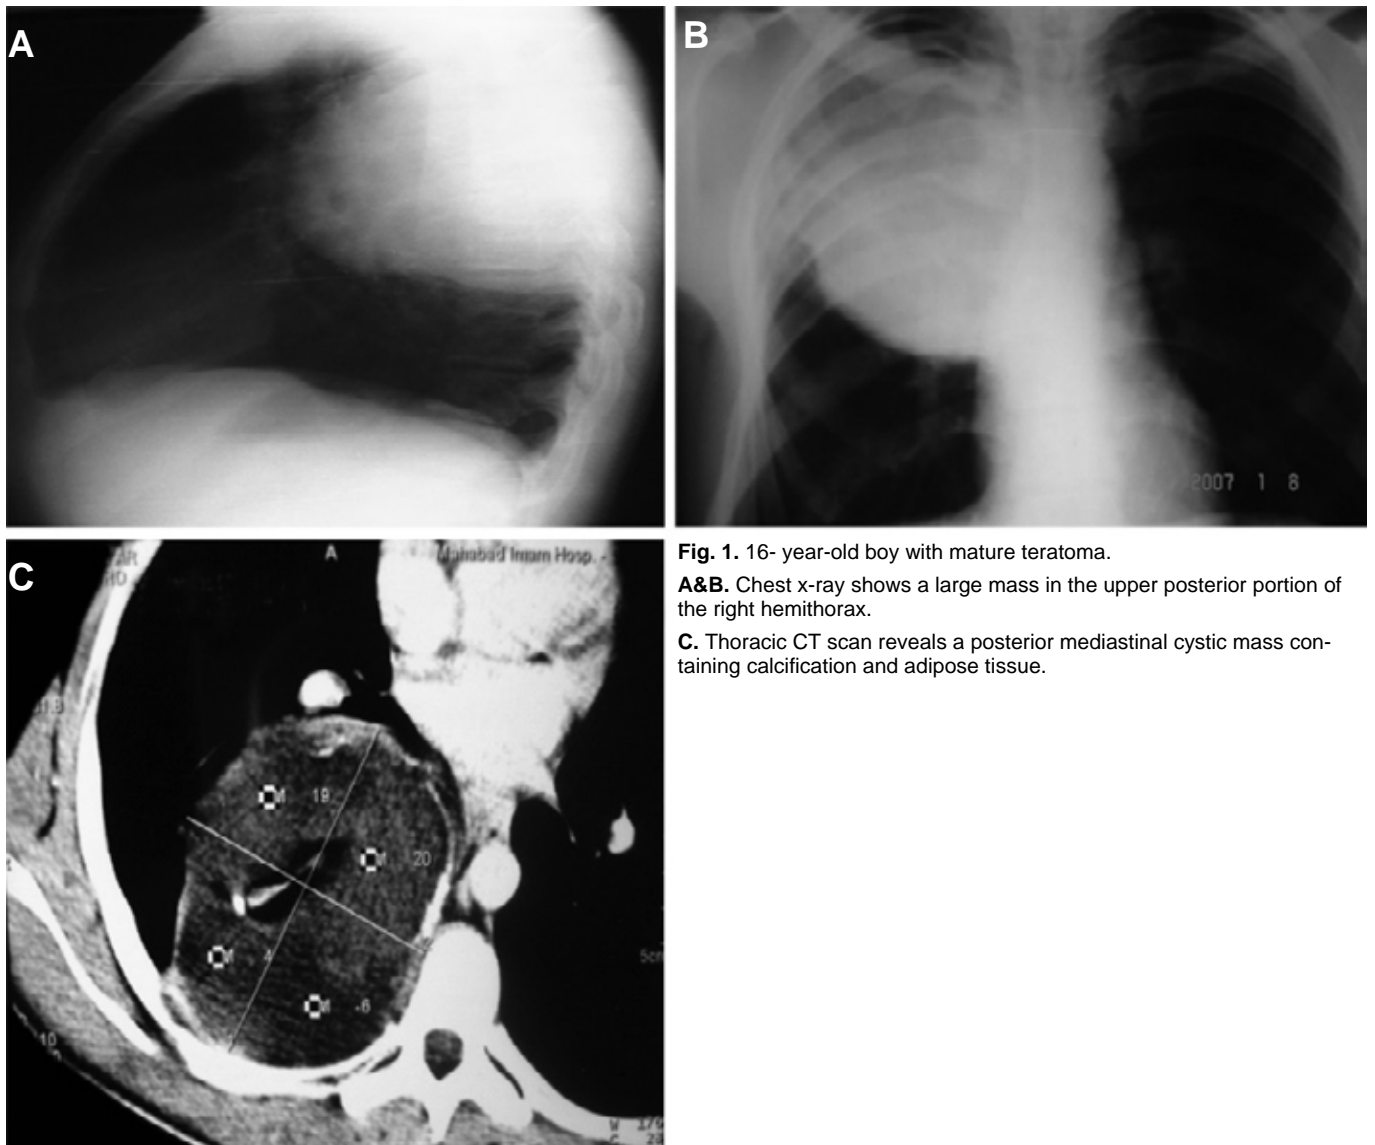 A
B
2007 1 8
C
A
Mahabad Imam Hosp. -
19
20
4
-6
5cm
10
Fig. 1. 16- year-old boy with mature teratoma.
A&B. Chest x-ray shows a large mass in the upper posterior portion of
the right hemithorax.
C. Thoracic CT scan reveals a posterior mediastinal cystic mass con-
taining calcification and adipose tissue.